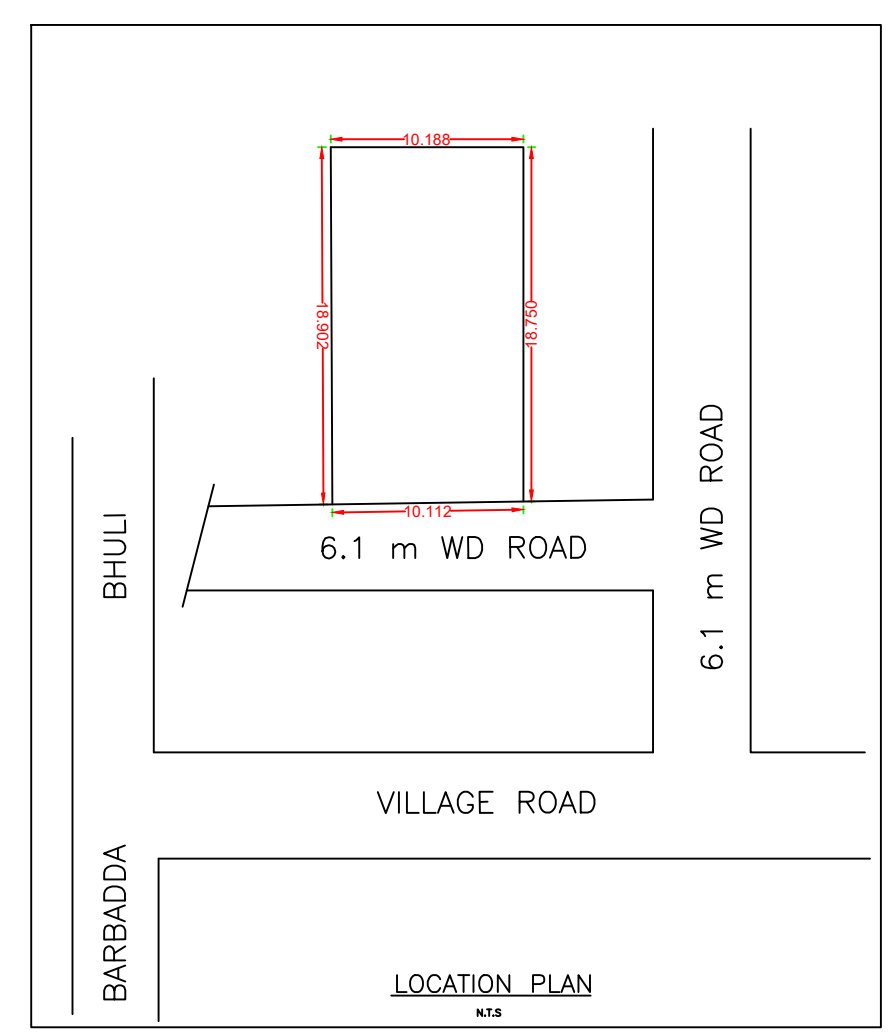 10.188
18.902
18.750
10.112
6.1 m WD ROAD
6.1 m WD ROAD
BHULI
VILLAGE ROAD
BARBADDA
LOCATION PLAN
N.T.S